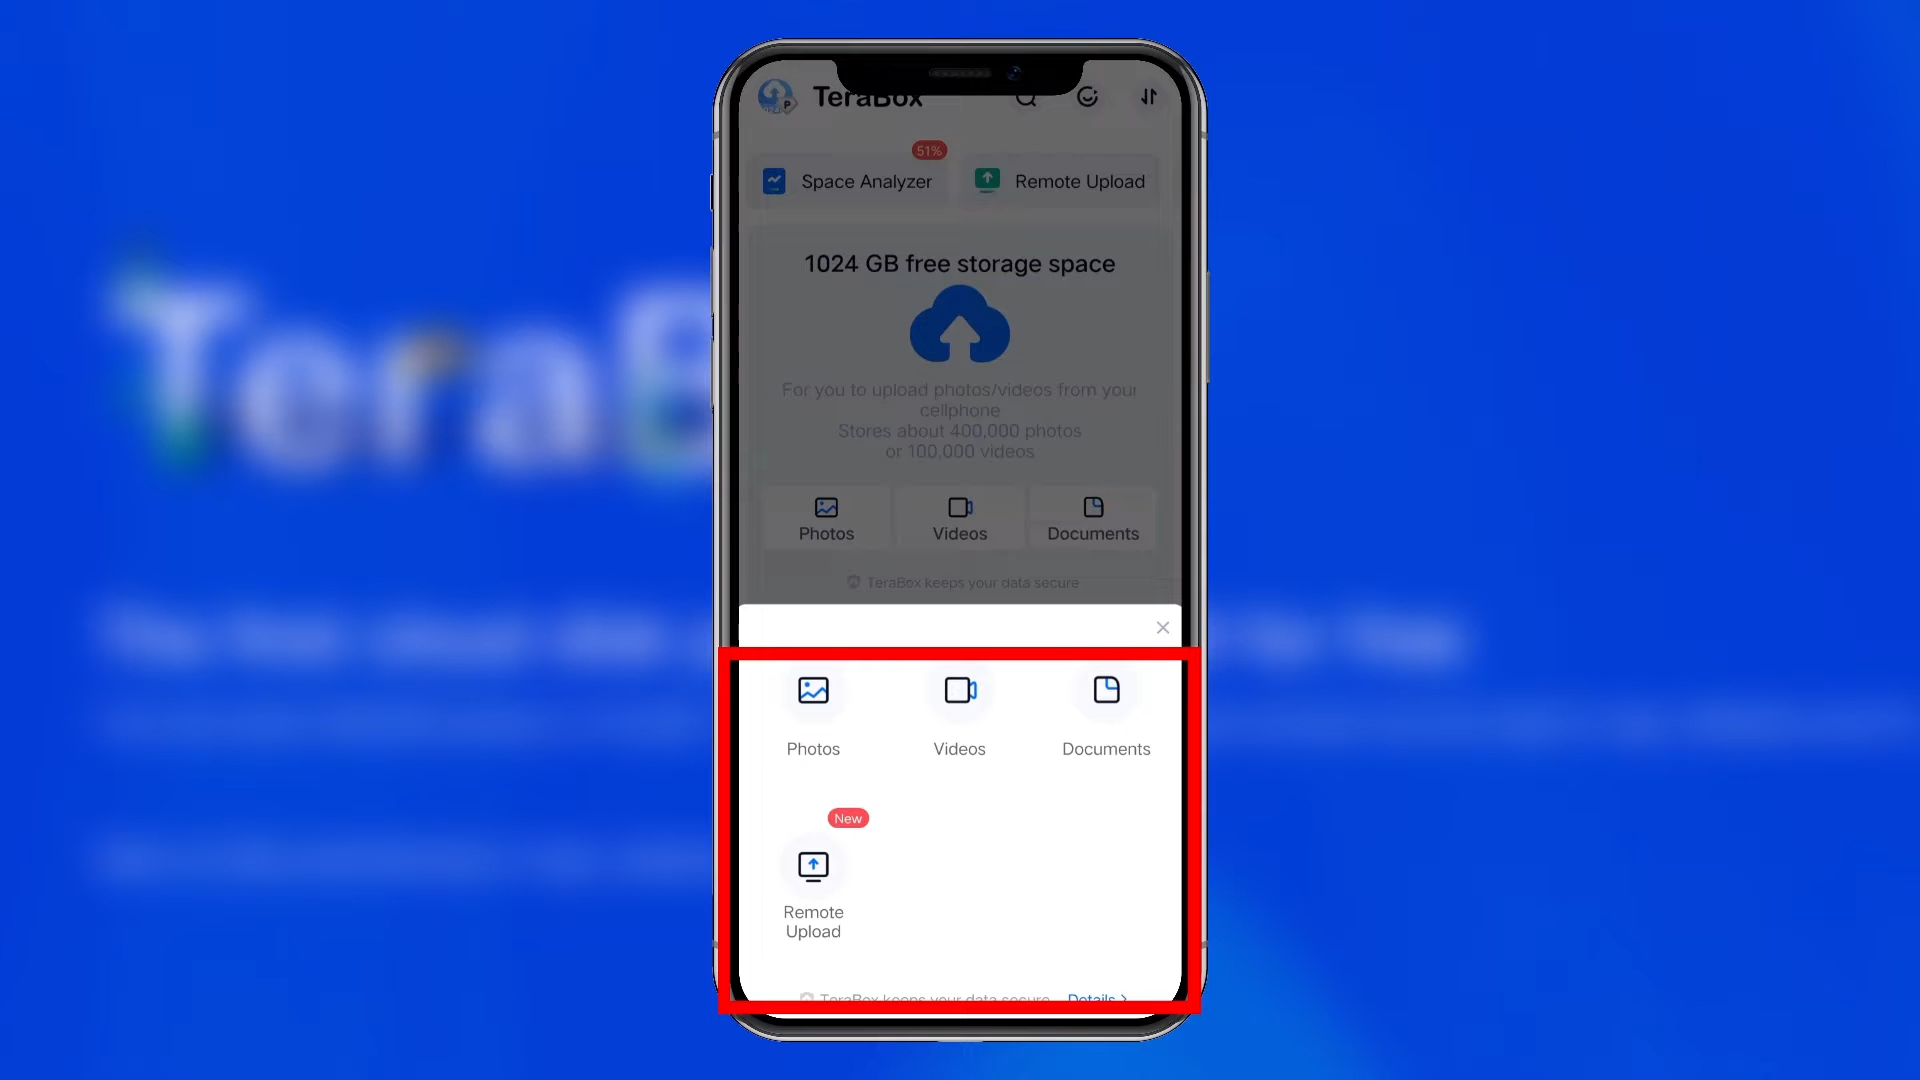 TeraBox
51%
Space Analyzer
Remote Upload
1024 GB free storage space
For you to upload photos/videos from your
cellphone
Stores about 400,000 photos
or 100,000 videos
Photos
Videos
Documents
TeraBox keeps your data secure
Photos
Videos
Documents
New
Remote
Upload
TeraBox keeps your data secure
Details >
TeraB